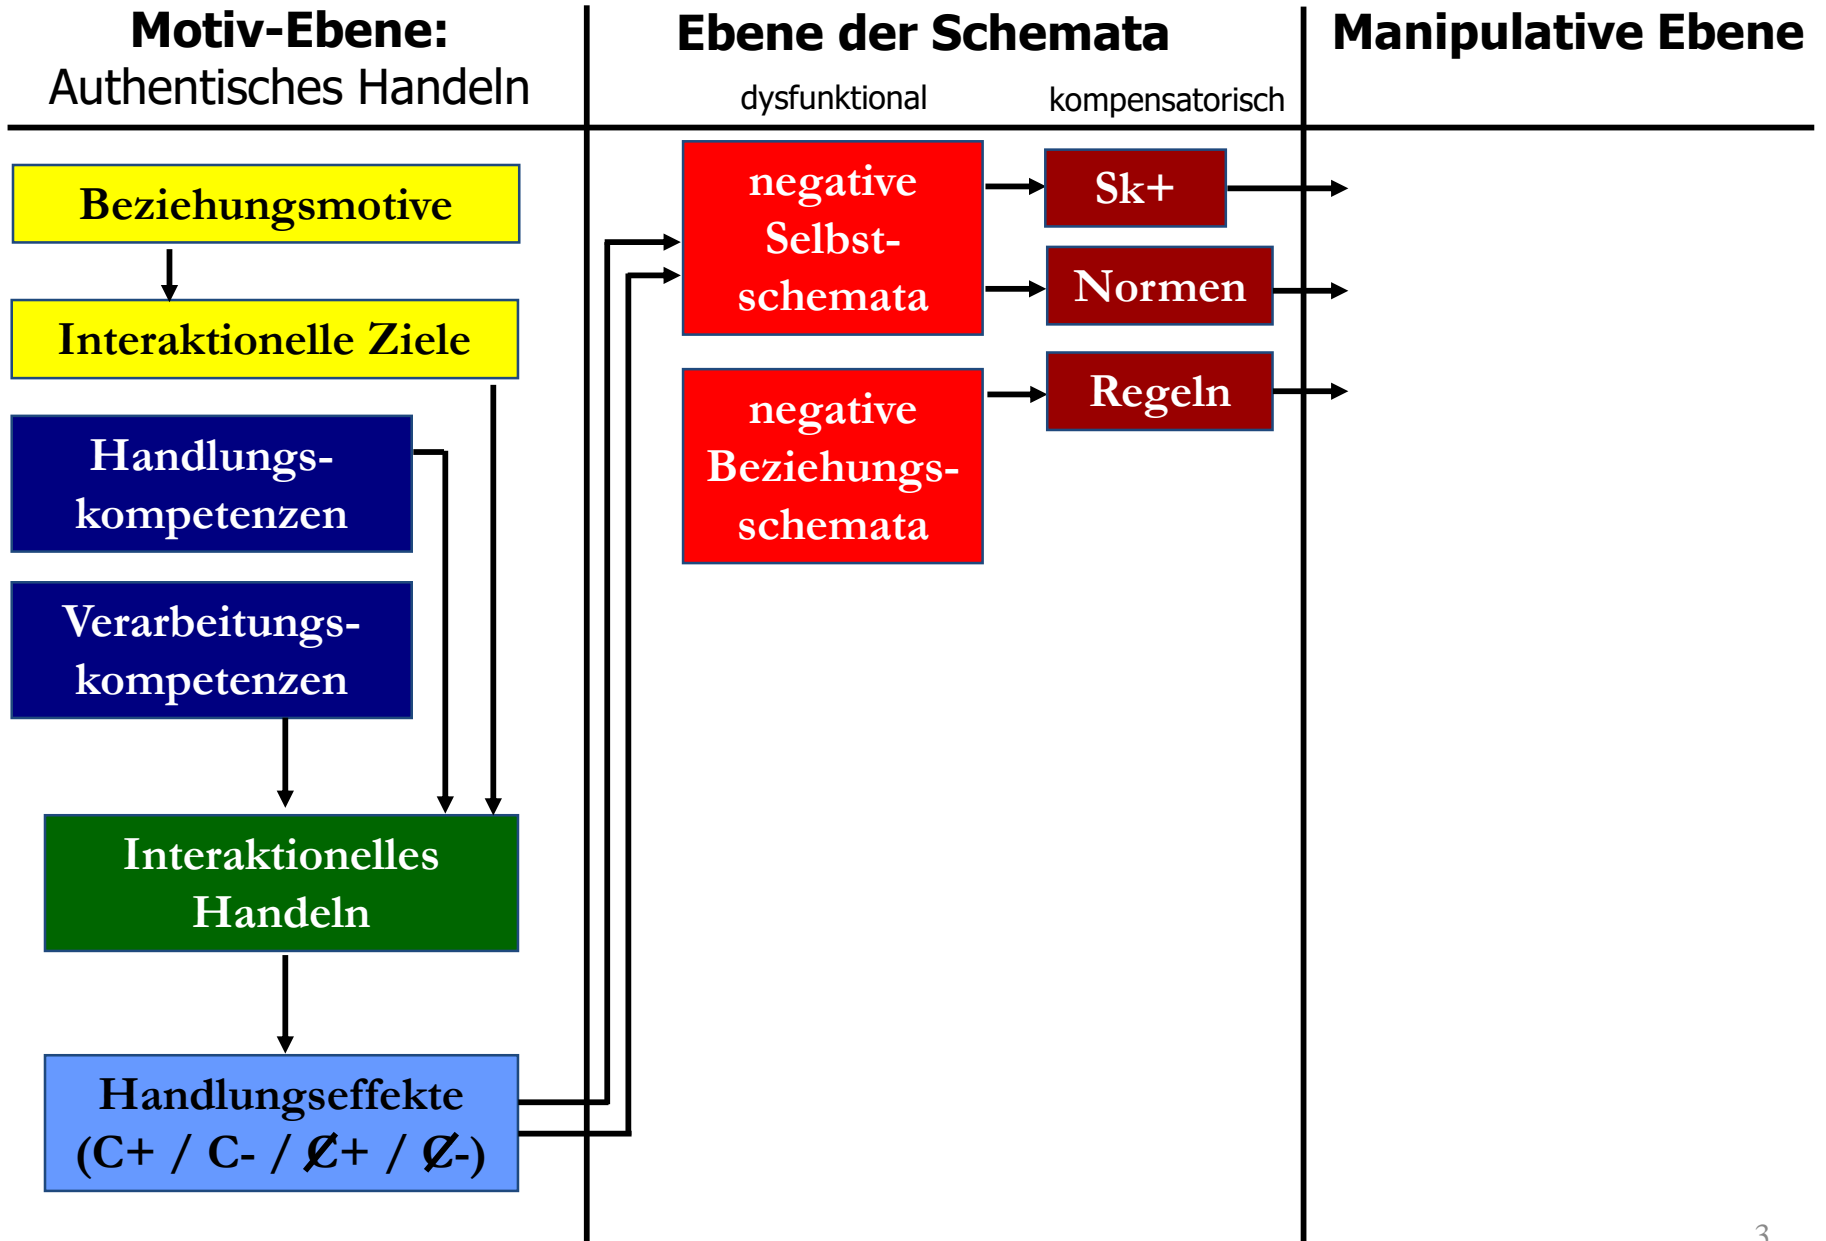 Motiv-Ebene:
Authentisches Handeln
Beziehungsmotive
Interaktionelle Ziele
Handlungs-
kompetenzen
Verarbeitungs-
kompetenzen
Interaktionelles
Handeln
Handlungseffekte
(C+ / C- / C̸+ / C̸-)
Ebene der Schemata
dysfunktional
kompensatorisch
negative
Selbst-
schemata
negative
Beziehungs-
schemata
Sk+
Normen
Regeln
Manipulative Ebene
3